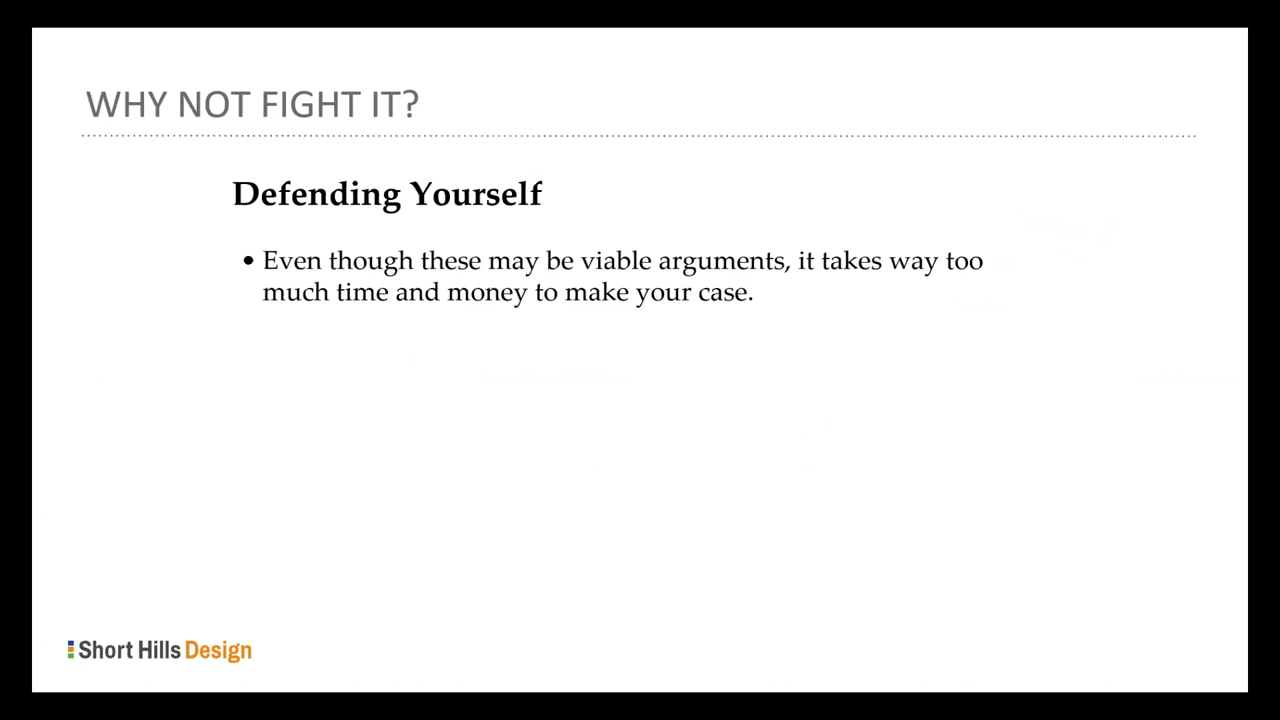 WHY NOT FIGHT IT?
Defending Yourself
• Even though these may be viable arguments, it takes way too
much time and money to make your case.
Short Hills Design